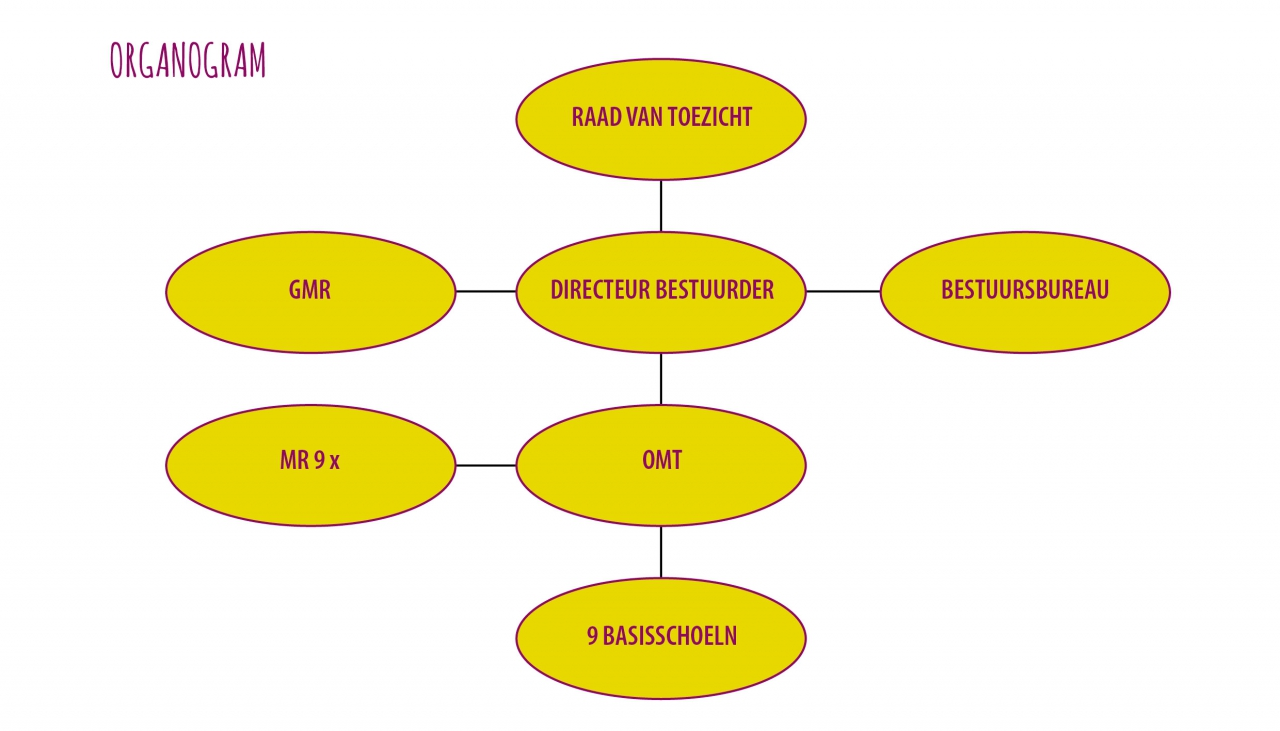 ORGANOGRAM
RAAD VAN TOEZICHT
GMR
DIRECTEUR BESTUURDER
BESTUURSBUREAU
MR 9 x
OMT
9 BASISSCHOELN